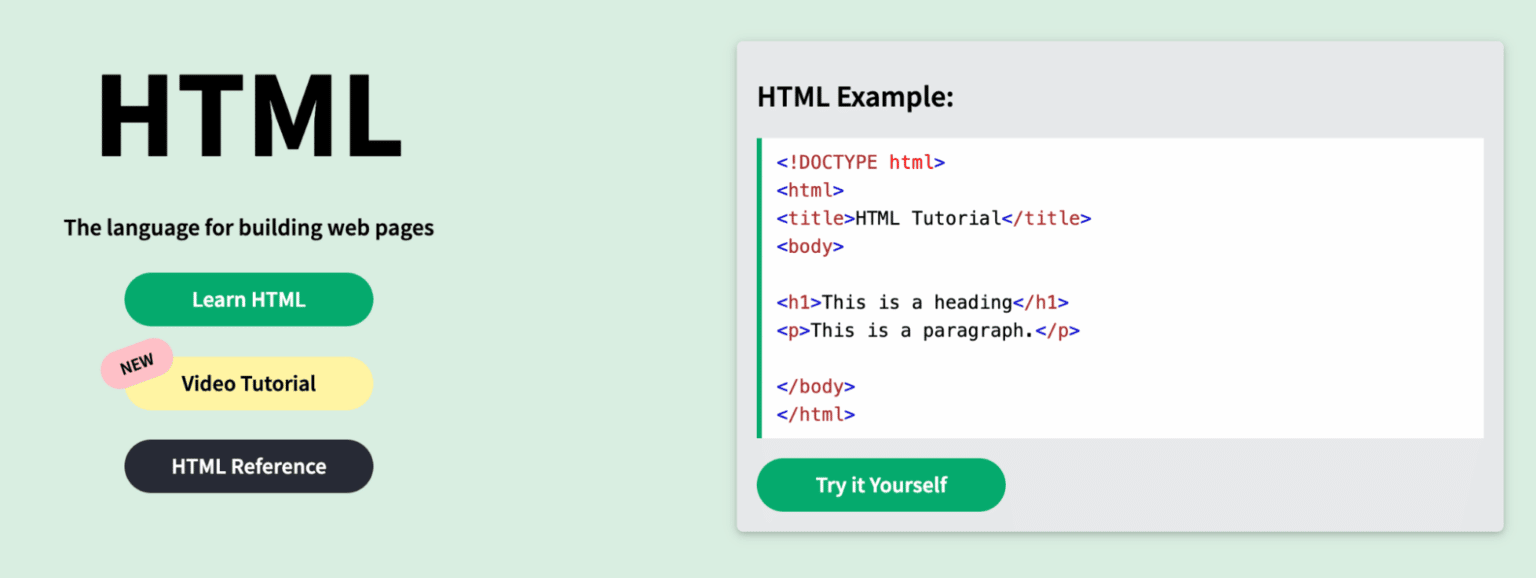 HTML
The language for building web pages
Learn HTML
NEW
Video Tutorial
HTML Reference
HTML Example:
<!DOCTYPE html>
<html>
<title>HTML Tutorial</title>
<body>
<h1>This is a heading</h1>
<p>This is a paragraph.</p>
</body>
</html>
Try it Yourself